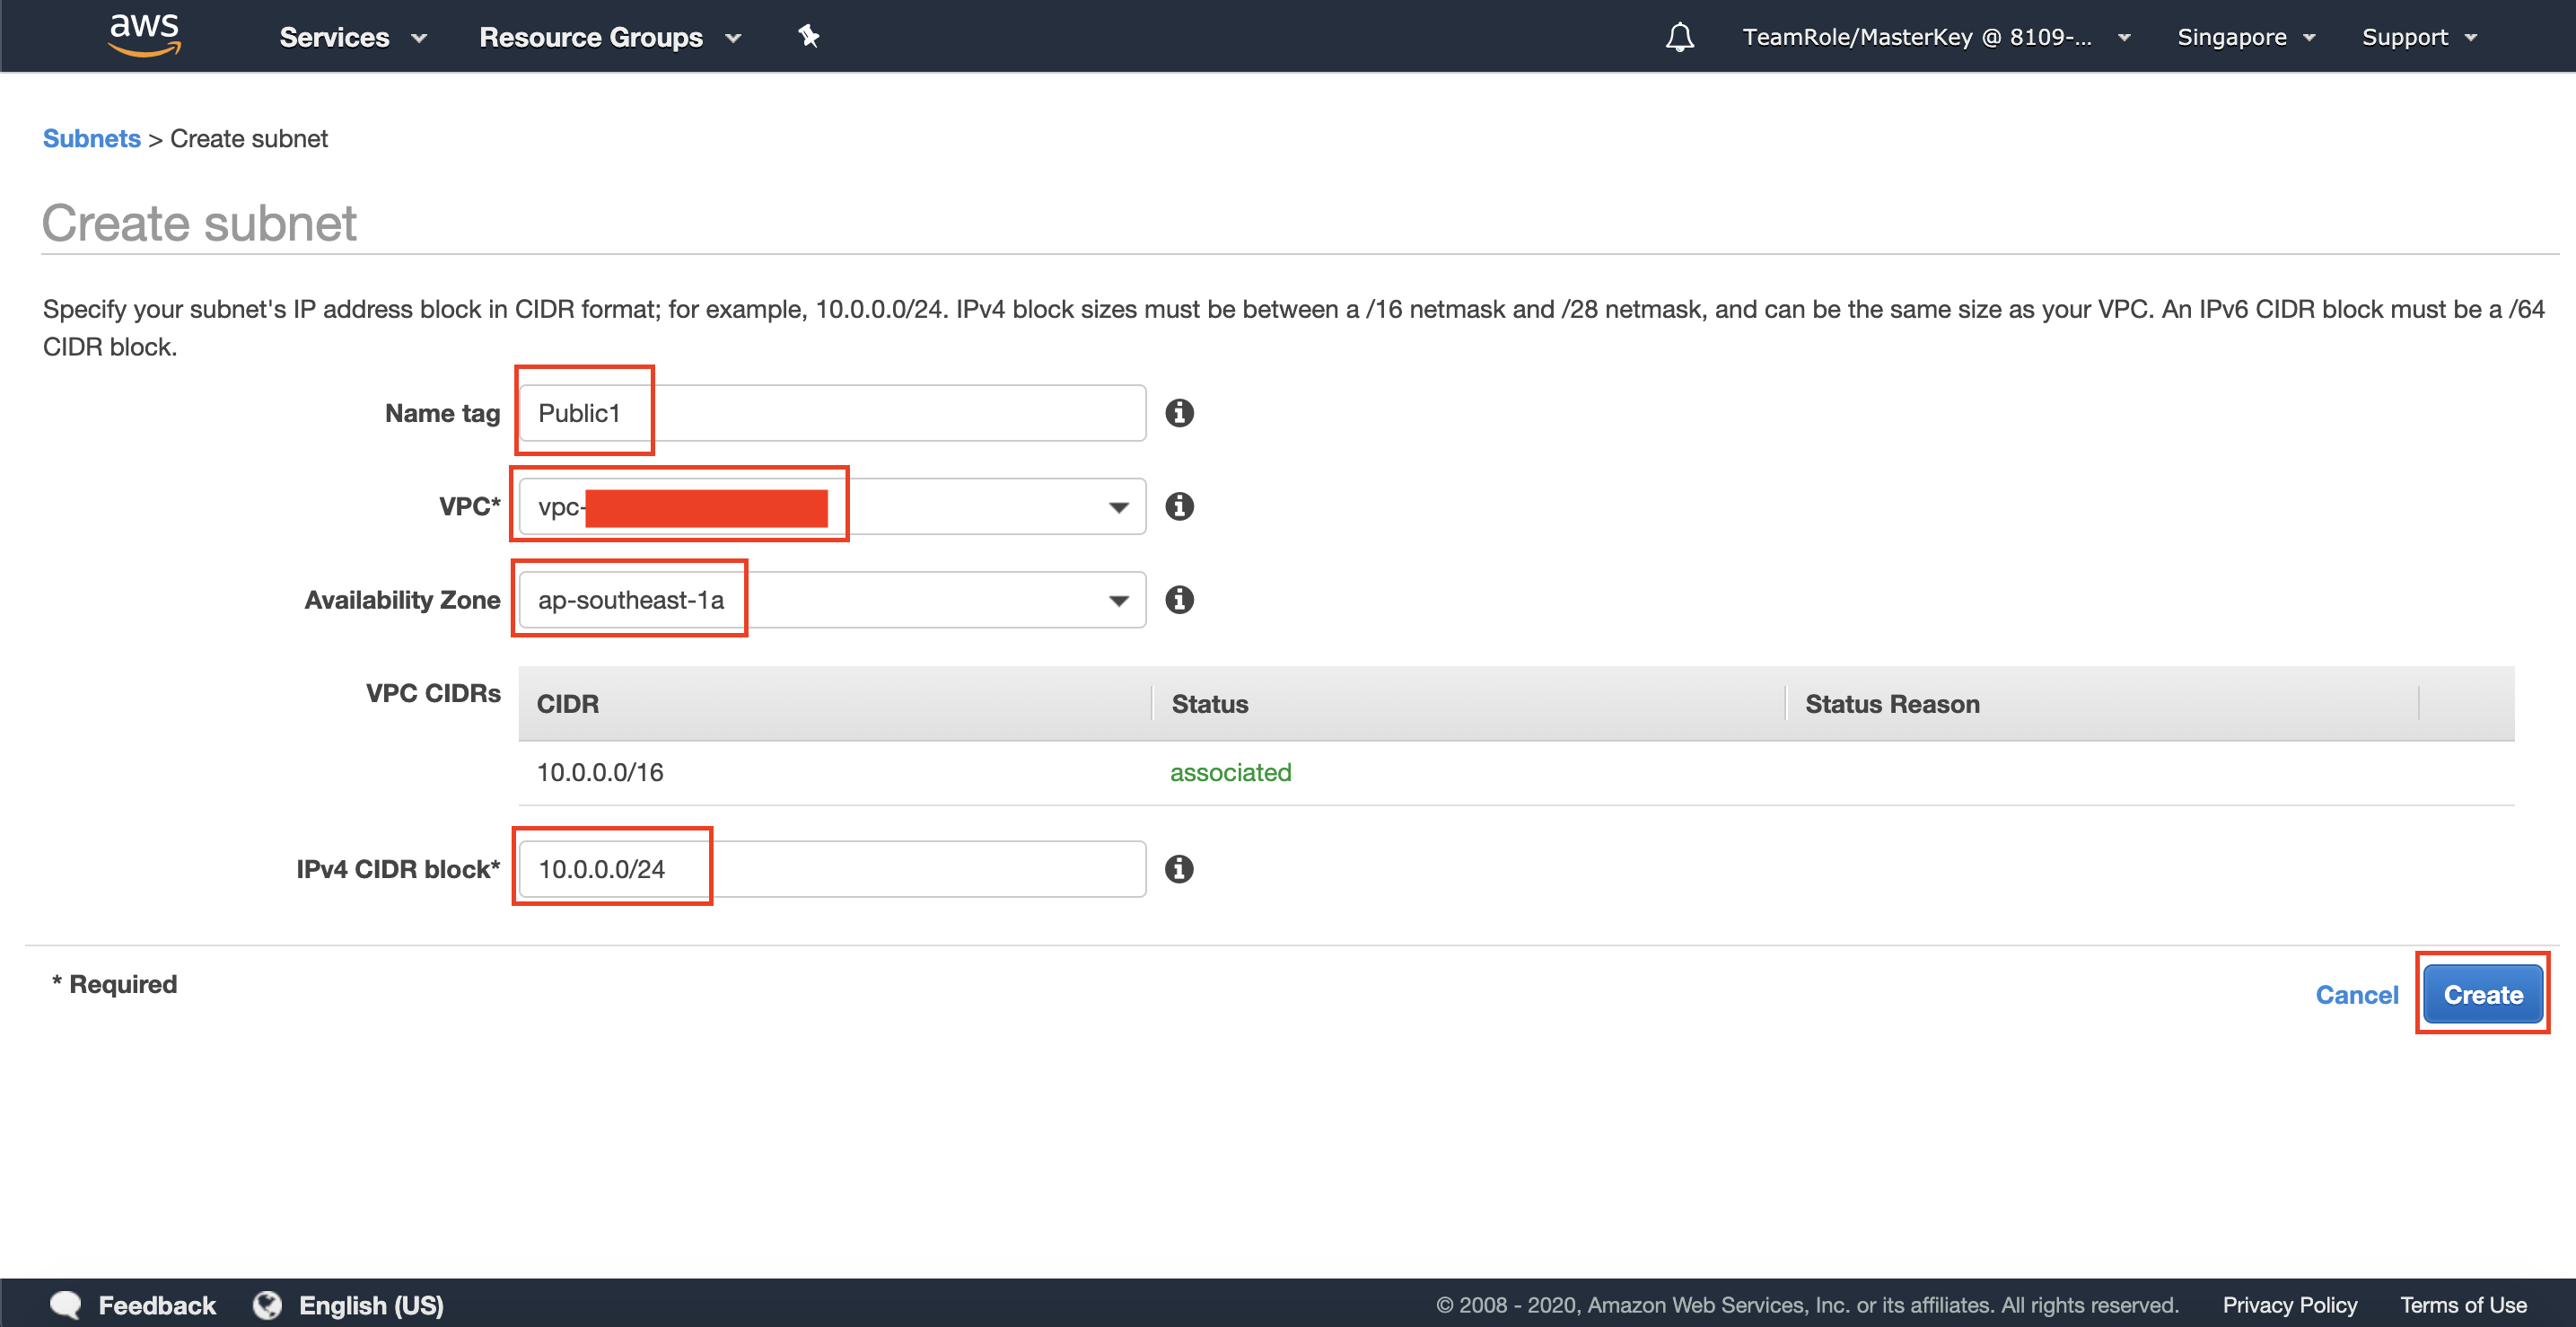 aws Services Resource Groups TeamRole/MasterKey @ 8109-... Singapore Support
Subnets > Create subnet
Create subnet
Specify your subnet's IP address block in CIDR format; for example, 10.0.0.0/24. IPv4 block sizes must be between a /16 netmask and /28 netmask, and can be the same size as your VPC. An IPv6 CIDR block must be a /64
CIDR block.
Name tag Public1
VPC* vpc-
Availability Zone ap-southeast-1a
VPC CIDRs CIDR Status Status Reason
10.0.0.0/16 associated
IPv4 CIDR block* 10.0.0.0/24
* Required
Cancel Create
Feedback English (US) © 2008 - 2020, Amazon Web Services, Inc. or its affiliates. All rights reserved. Privacy Policy Terms of Use